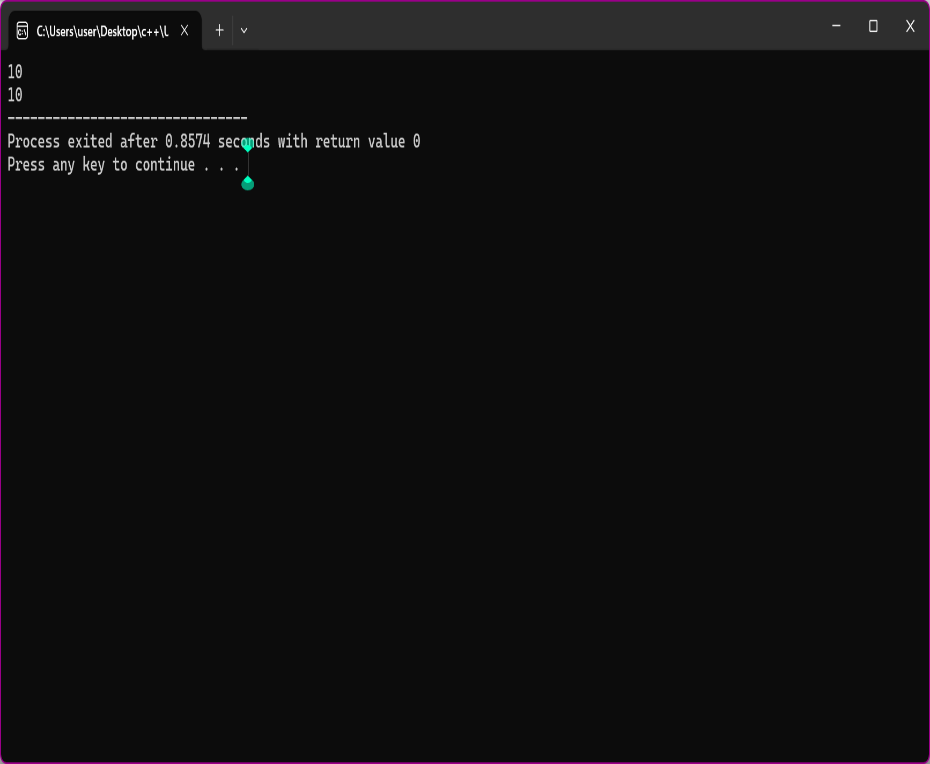 C:\Users\user\Desktop\c++\L
10
10
--------------------------------
Process exited after 0.8574 seconds with return value 0
Press any key to continue . . .